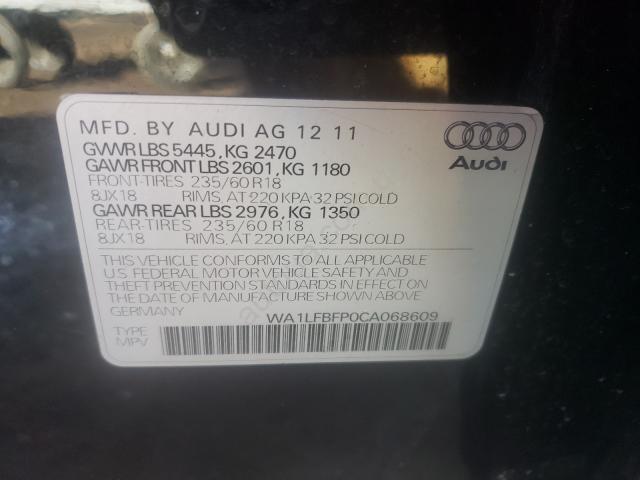 MFD. BY AUDI AG 12 11
GVWR LBS 5445, KG 2470
GAWR FRONT LBS 2601, KG 1180
FRONT-TIRES 235/60 R18
8JX18 RIMS, AT 220 KPA 32 PSI COLD
GAWR REAR LBS 2976, KG 1350
REAR-TIRES 235/60 R18
8JX18 RIMS, AT 220 KPA 32 PSI COLD
Audi
THIS VEHICLE CONFORMS TO ALL APPLICABLE
U.S. FEDERAL MOTOR VEHICLE SAFETY AND
THEFT PREVENTION STANDARDS IN EFFECT ON
THE DATE OF MANUFACTURE SHOWN ABOVE.
GERMANY WA1LFBFP0CA068609
TYPE
MPV